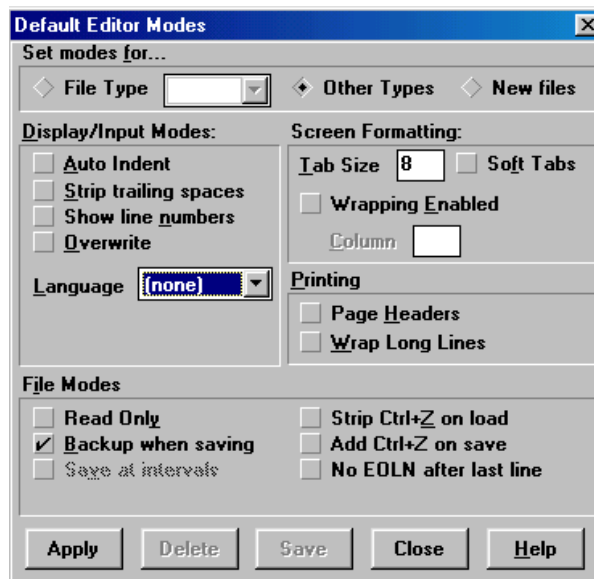 Default Editor Modes
Set modes for...
File Type
Other Types
New files
Display/Input Modes:
Auto Indent
Strip trailing spaces
Show line numbers
Overwrite
Language (none)
Screen Formatting:
Tab Size 8 Soft Tabs
Wrapping Enabled
Column
Printing
Page Headers
Wrap Long Lines
File Modes
Read Only
Backup when saving
Save at intervals
Strip Ctrl+Z on load
Add Ctrl+Z on save
No EOLN after last line
Apply Delete Save Close Help